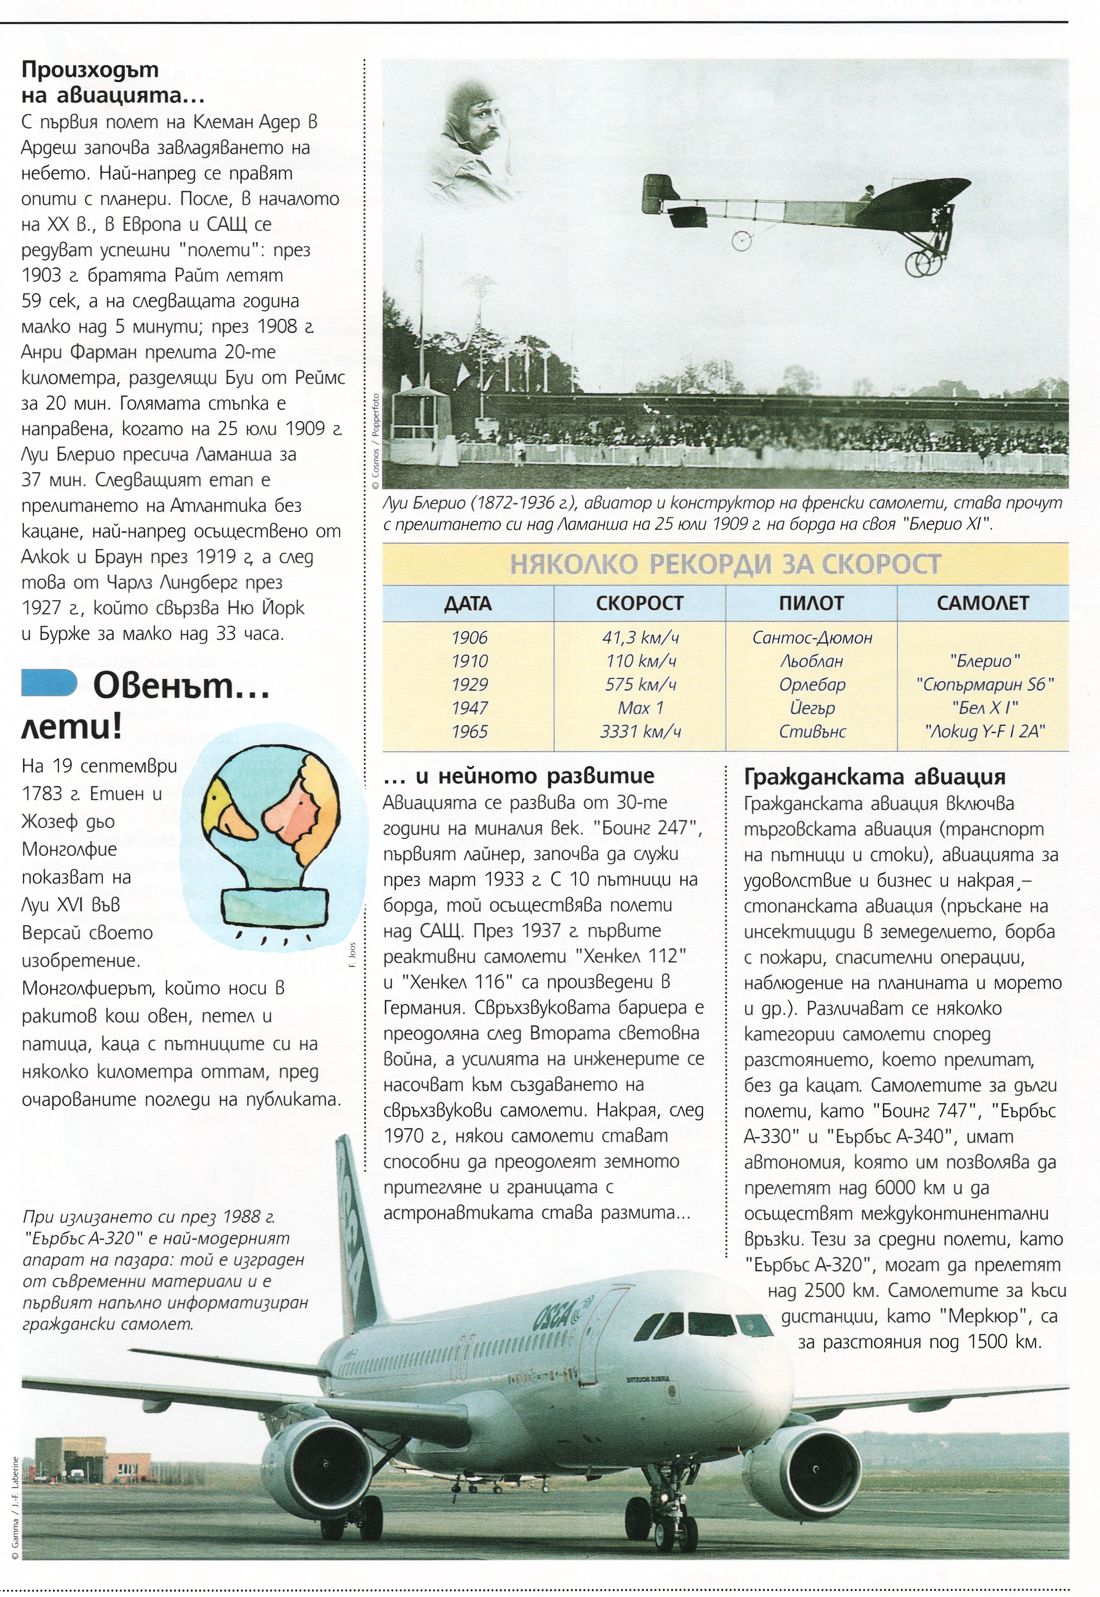 Произходът
на авиацията...
С първия полет на Клеман Адер в
Ардеш започва завладяването на
небето. Най-напред се правят
опити с планери. После, в началото
на XX в., в Европа и САЩ се
редуват успешни "полети": през
1903 г. братята Райт летят
59 сек, а на следващата година
малко над 5 минути; през 1908 г.
Анри Фарман прелита 20-те
километра, разделящи Буи от Реймс
за 20 мин. Голямата стъпка е
направена, когато на 25 юли 1909 г.
Луи Блерио пресича Ламанша за
37 мин. Следващият етап е
прелитането на Атлантика без
кацане, най-напред осъществено от
Алкок и Браун през 1919 г., а след
това от Чарлз Линдберг през
1927 г., който свързва Ню Йорк
и Бурже за малко над 33 часа.
Овенът...
лети!
На 19 септември
1783 г. Етиен и
Жозеф дьо
Монголфие
показват на
Луи XVI във
Версай своето
изобретение.
Монголфиерът, който носи в
ракитов кош овен, петел и
патица, каца с пътниците си на
няколко километра оттам, пред
очарованите погледи на публиката.
F. Joos
© Cosmos / Popperfoto
Луи Блерио (1872-1936 г.), авиатор и конструктор на френски самолети, става прочут
с прелитането си над Ламанша на 25 юли 1909 г. на борда на своя "Блерио XI".
НЯКОЛКО РЕКОРДИ ЗА СКОРОСТ
ДАТА СКОРОСТ ПИЛОТ САМОЛЕТ
1906 41,3 км/ч Сантос-Дюмон
1910 110 км/ч Льоблан "Блерио"
1929 575 км/ч Орлебар "Сюпърмарин S6"
1947 Мах 1 Йегър "Бел X I"
1965 3331 км/ч Стивънс "Локид Y-F I 2A"
... и нейното развитие
Авиацията се развива от 30-те
години на миналия век. "Боинг 247",
първият лайнер, започва да служи
през март 1933 г. С 10 пътници на
борда, той осъществява полети
над САЩ. През 1937 г. първите
реактивни самолети "Хенкел 112"
и "Хенкел 116" са произведени в
Германия. Свръхзвуковата бариера е
преодоляна след Втората световна
война, а усилията на инженерите се
насочват към създаването на
свръхзвукови самолети. Накрая, след
1970 г., някои самолети стават
способни да преодолеят земното
притегляне и границата с
астронавтиката става размита...
Гражданската авиация
Гражданската авиация включва
търговската авиация (транспорт
на пътници и стоки), авиацията за
удоволствие и бизнес и накрая ,–
стопанската авиация (пръскане на
инсектициди в земеделието, борба
с пожари, спасителни операции,
наблюдение на планината и морето
и др.). Различават се няколко
категории самолети според
разстоянието, което прелитат,
без да кацат. Самолетите за дълги
полети, като "Боинг 747", "Еърбъс
А-330" и "Еърбъс А-340", имат
автономия, която им позволява да
прелетят над 6000 км и да
осъществят междуконтинентални
връзки. Тези за средни полети, като
"Еърбъс А-320", могат да прелетят
над 2500 км. Самолетите за къси
дистанции, като "Меркюр", са
за разстояния под 1500 км.
При излизането си през 1988 г.
"Еърбъс А-320" е най-модерният
апарат на пазара: той е изграден
от съвременни материали и е
първият напълно информатизиран
граждански самолет.
A320
AIRBUS INDUSTRIE
© Gamma / J.-F. Laberine